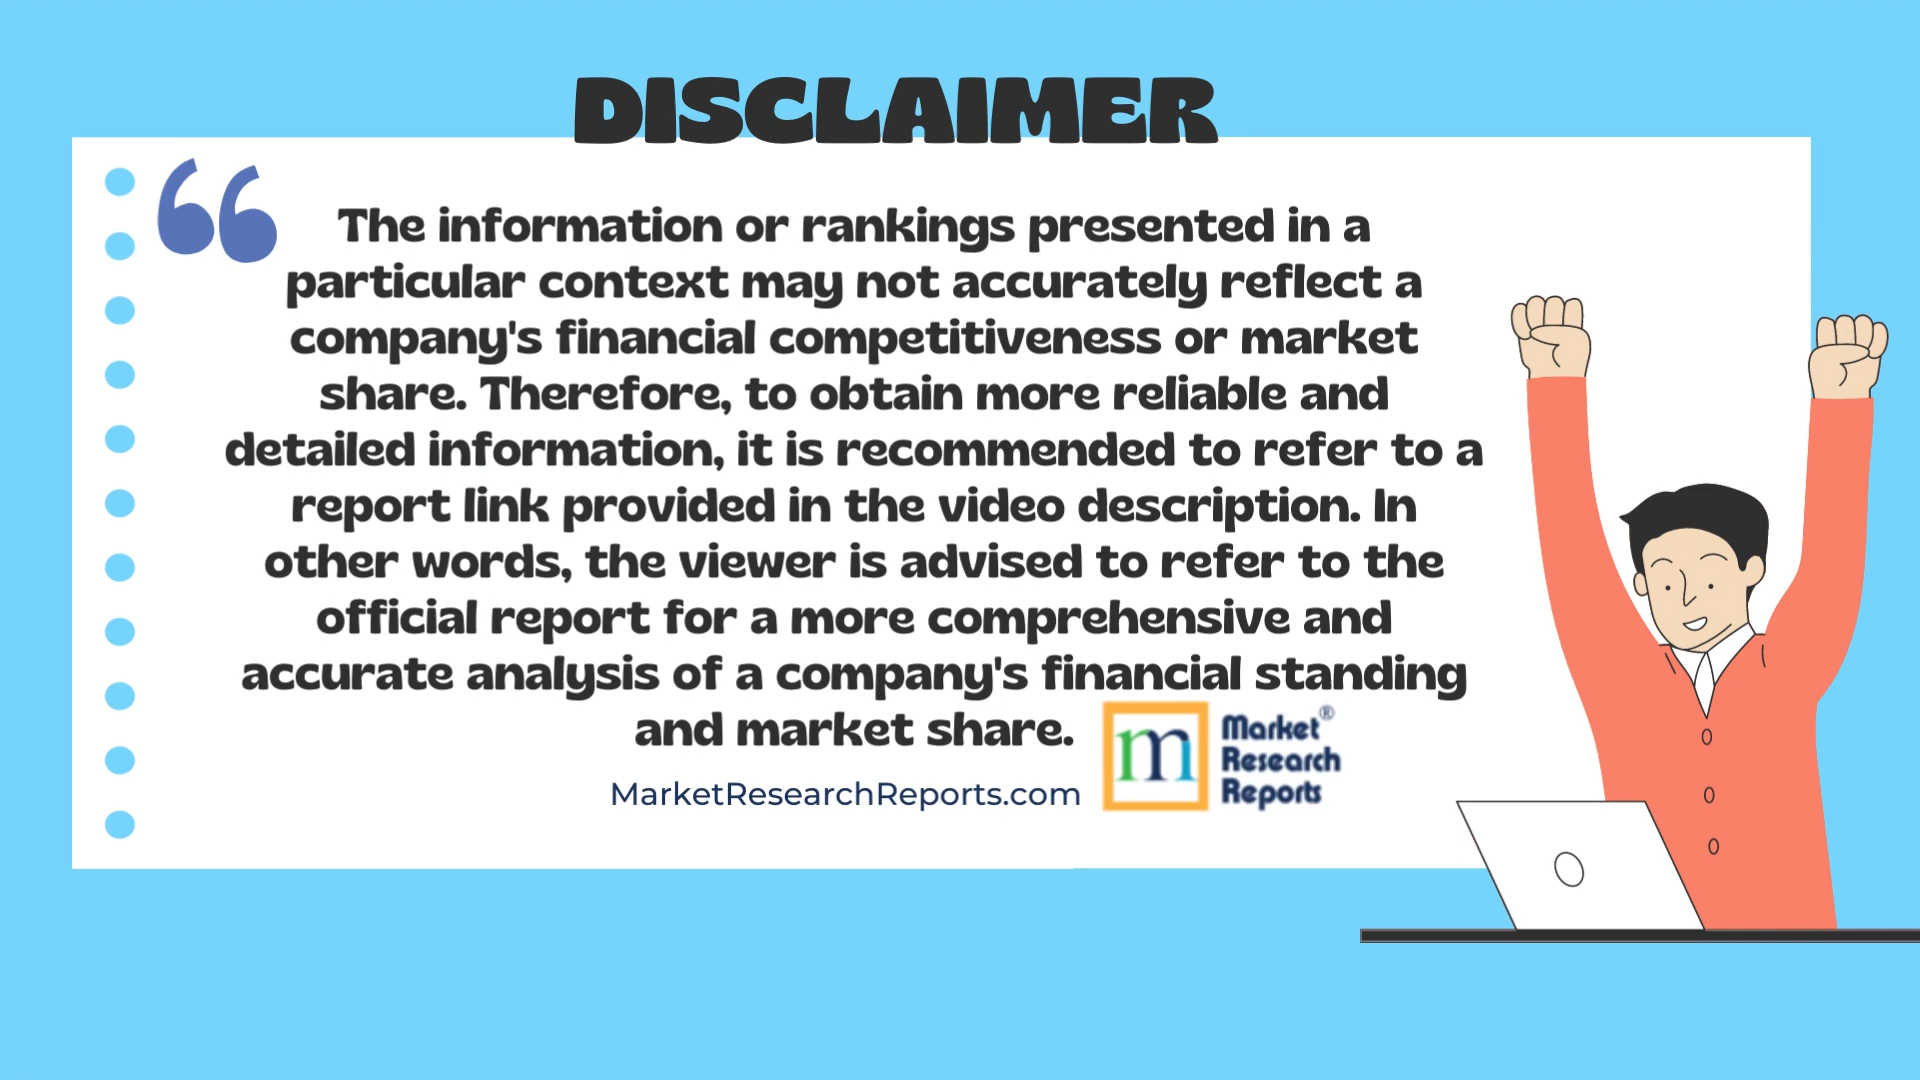 DISCLAIMER
The information or rankings presented in a
particular context may not accurately reflect a
company's financial competitiveness or market
share. Therefore, to obtain more reliable and
detailed information, it is recommended to refer to a
report link provided in the video description. In
other words, the viewer is advised to refer to the
official report for a more comprehensive and
accurate analysis of a company's financial standing
and market share.
MarketResearchReports.com
m
Market®
Research
Reports